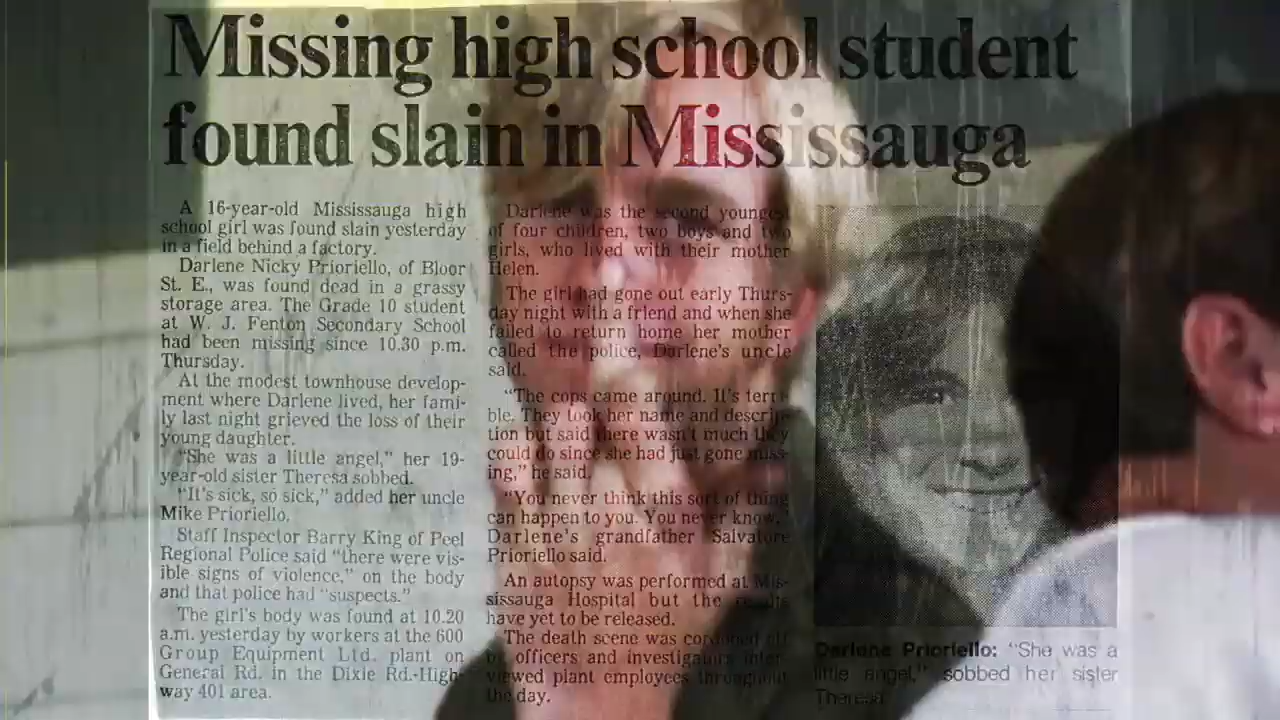 Missing high school student
found slain in Mississauga
A 16-year-old Mississauga high
school girl was found slain yesterday
in a field behind a factory.
Darlene Nicky Prioriello, of Bloor
St. E., was found dead in a grassy
storage area. The Grade 10 student
at W. J. Fenton Secondary School
had been missing since 10.30 p.m.
Thursday.
At the modest townhouse develop-
ment where Darlene lived, her fami-
ly last night grieved the loss of their
young daughter.
"She was a little angel," her 19-
year-old sister Theresa sobbed.
"It's sick, so sick," added her uncle
Mike Prioriello.
Staff Inspector Barry King of Peel
Regional Police said "there were vis-
ible signs of violence," on the body
and that police had "suspects."
The girl's body was found at 10.20
a.m. yesterday by workers at the 600
Group Equipment Ltd. plant on
General Rd. in the Dixie Rd.-High-
way 401 area.
Darlene was the second youngest
of four children, two boys and two
girls, who lived with their mother
Helen.
The girl had gone out early Thurs-
day night with a friend and when she
failed to return home her mother
called the police, Darlene's uncle
said.
"The cops came around. It's terri-
ble. They took her name and descrip-
tion but said there wasn't much they
could do since she had just gone miss-
ing," he said.
"You never think this sort of thing
can happen to you. You never know,"
Darlene's grandfather Salvatore
Prioriello said.
An autopsy was performed at Mis-
sissauga Hospital but the results
have yet to be released.
The death scene was cordoned off
by officers and investigators inter-
viewed plant employees throughout
the day.
Darlene Prioriello: "She was a
little angel," sobbed her sister
Theresa